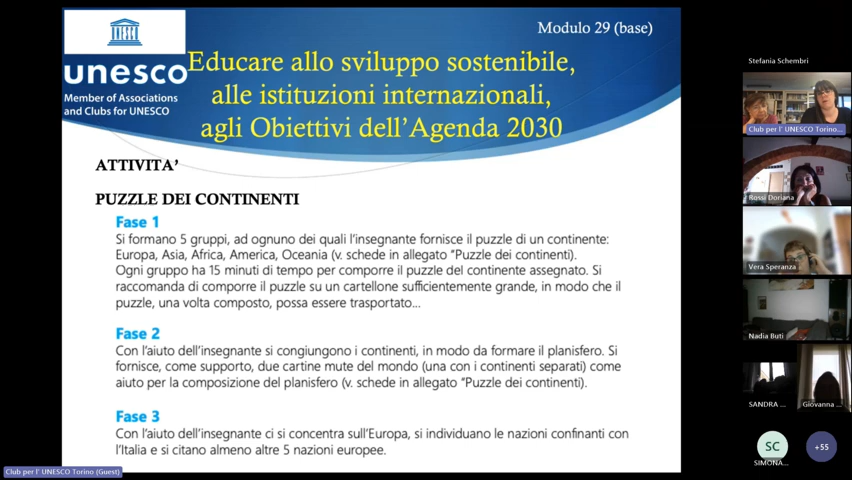 Modulo 29 (base)
unesco
Member of Associations
and Clubs for UNESCO
Educare allo sviluppo sostenibile,
alle istituzioni internazionali,
agli Obiettivi dell'Agenda 2030
ATTIVITA'
PUZZLE DEI CONTINENTI
Fase 1
Si formano 5 gruppi, ad ognuno dei quali l'insegnante fornisce il puzzle di un continente:
Europa, Asia, Africa, America, Oceania (v. schede in allegato "Puzzle dei continenti).
Ogni gruppo ha 15 minuti di tempo per comporre il puzzle del continente assegnato. Si
raccomanda di comporre il puzzle su un cartellone sufficientemente grande, in modo che il
puzzle, una volta composto, possa essere trasportato...
Fase 2
Con l'aiuto dell'insegnante si congiungono i continenti, in modo da formare il planisfero. Si
fornisce, come supporto, due cartine mute del mondo (una con i continenti separati) come
aiuto per la composizione del planisfero (v. schede in allegato "Puzzle dei continenti).
Fase 3
Con l'aiuto dell'insegnante ci si concentra sull'Europa, si individuano le nazioni confinanti con
l'Italia e si citano almeno altre 5 nazioni europee.
Club per l' UNESCO Torino (Guest)
Stefania Schembri
Club per l' UNESCO Torino...
Rossi Doriana
Vera Speranza
Nadia Buti
SANDRA ...
Giovanna ...
SC
SIMONA...
+55